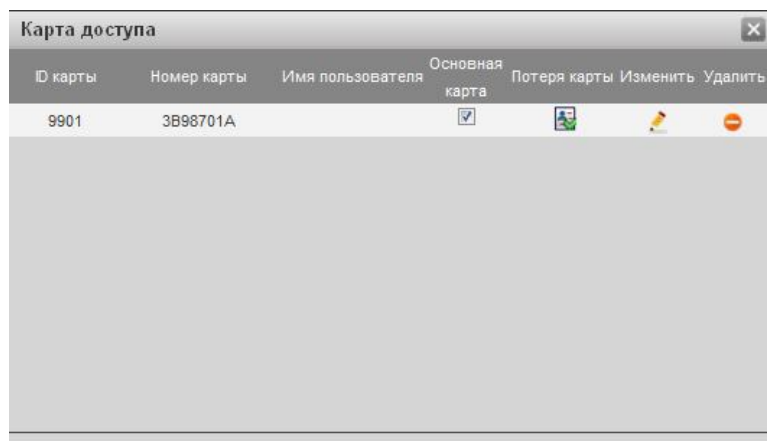 Карта доступа
ID карты Номер карты Имя пользователя Основная карта Потеря карты Изменить Удалить
9901 3B98701A